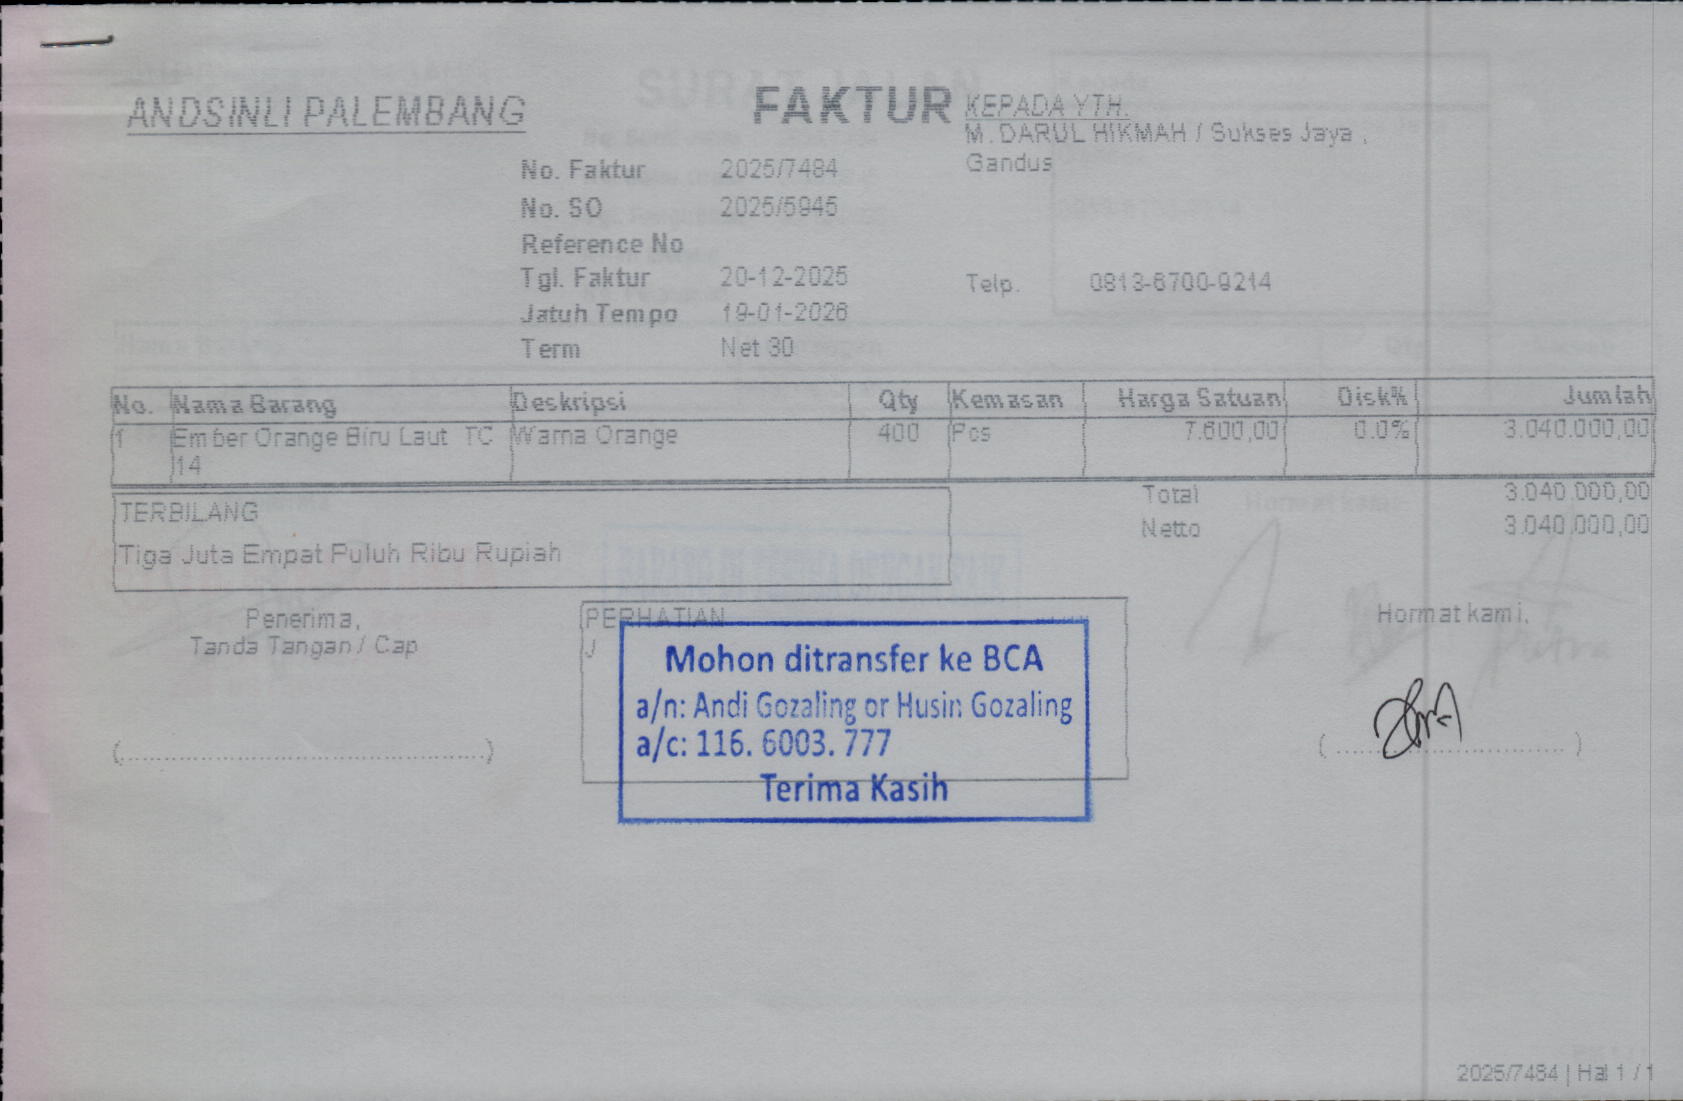 ANDSINLI PALEMBANG
FAKTUR
KEPADA YTH.
M. DARUL HIKMAH / Sukses Jaya ,
Gandus
No. Faktur 2025/7484
No. SO 2025/5945
Reference No
Tgl. Faktur 20-12-2025
Telp. 0813-6700-9214
Jatuh Tempo 19-01-2026
Term Net 30
No. Nama Barang Deskripsi Qty Kemasan Harga Satuan Disk% Jumlah
1 Ember Orange Biru Laut TC Warna Orange 400 Pcs 7.600,00 0.0% 3.040.000,00
14
Total 3.040.000,00
Netto 3.040.000,00
TERBILANG
Tiga Juta Empat Puluh Ribu Rupiah
Penerima,
Tanda Tangan / Cap
PERHATIAN
J
Mohon ditransfer ke BCA
a/n: Andi Gozaling or Husin Gozaling
a/c: 116. 6003. 777
Terima Kasih
Hormat kami,
(................................................)
(................................)
2025/7484 | Hal 1 / 1
SURAT JALAN